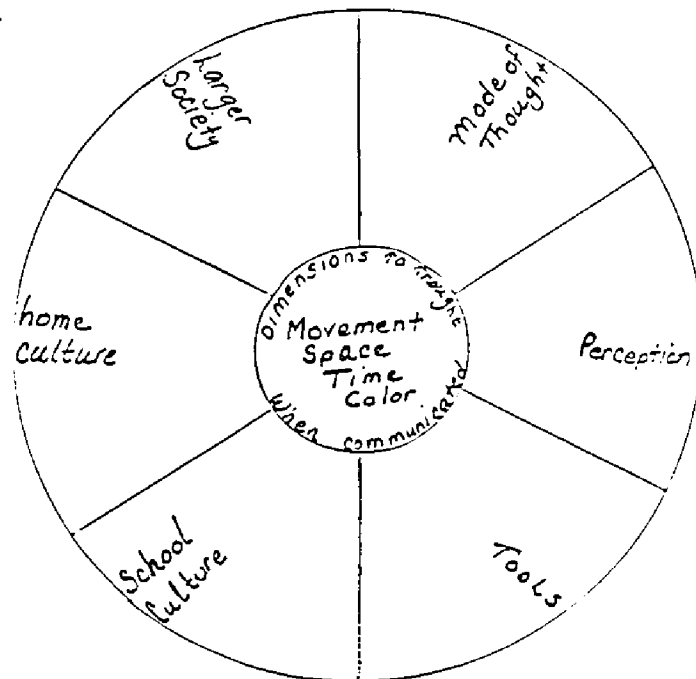 Larger
Society
Mode of
Thought
home
culture
Perception
School
Culture
Tools
Dimensions to Thought
Movement
Space
Time
Color
When communicated